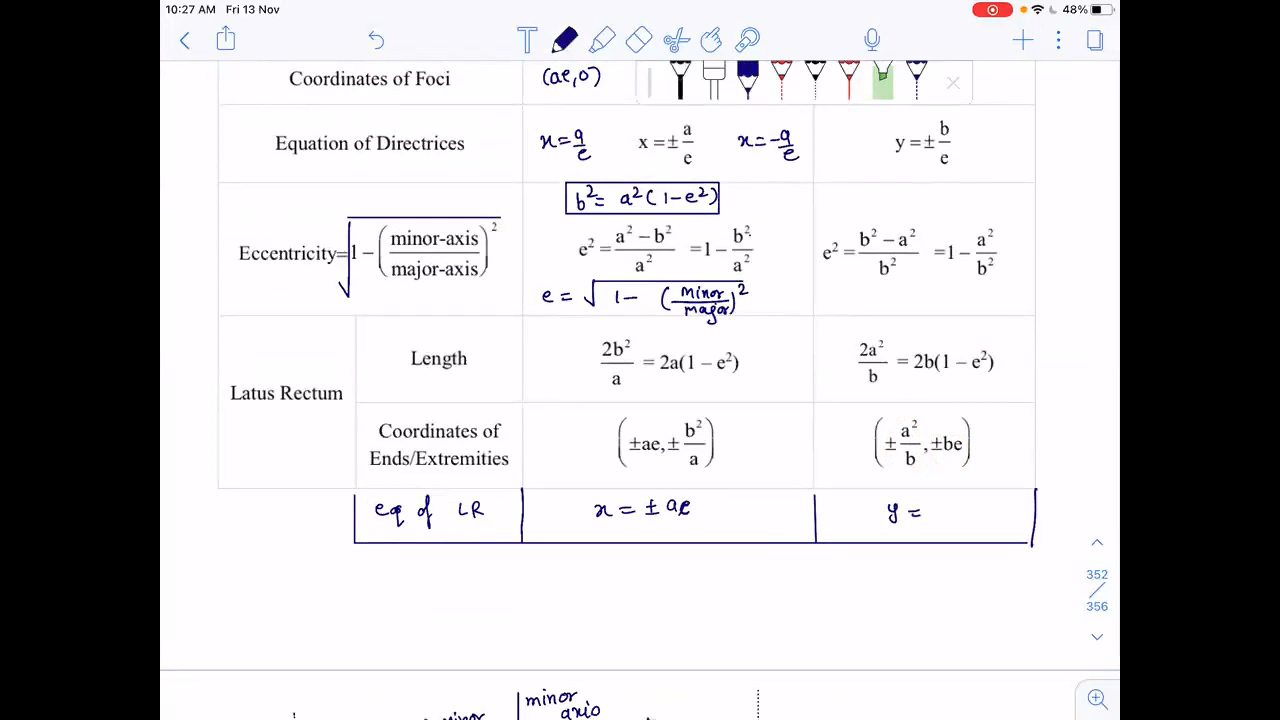 10:27 AM Fri 13 Nov
48%
T
Coordinates of Foci (ae, 0)
Equation of Directrices x = a/e x = ± a/e x = -a/e y = ± b/e
b² = a² (1 - e²)
Eccentricity = √1 − (minor-axis/major-axis)² e² = a² − b²/a² = 1 − b²/a² e² = b² − a²/b² = 1 − a²/b²
e = √1 - (minor/major)²
Latus Rectum
Length 2b²/a = 2a(1 − e²) 2a²/b = 2b(1 − e²)
Coordinates of
Ends/Extremities (±ae, ± b²/a) (± a²/b, ±be)
eq of LR x = ± ae y =
352
/
356
minor
axis
minor